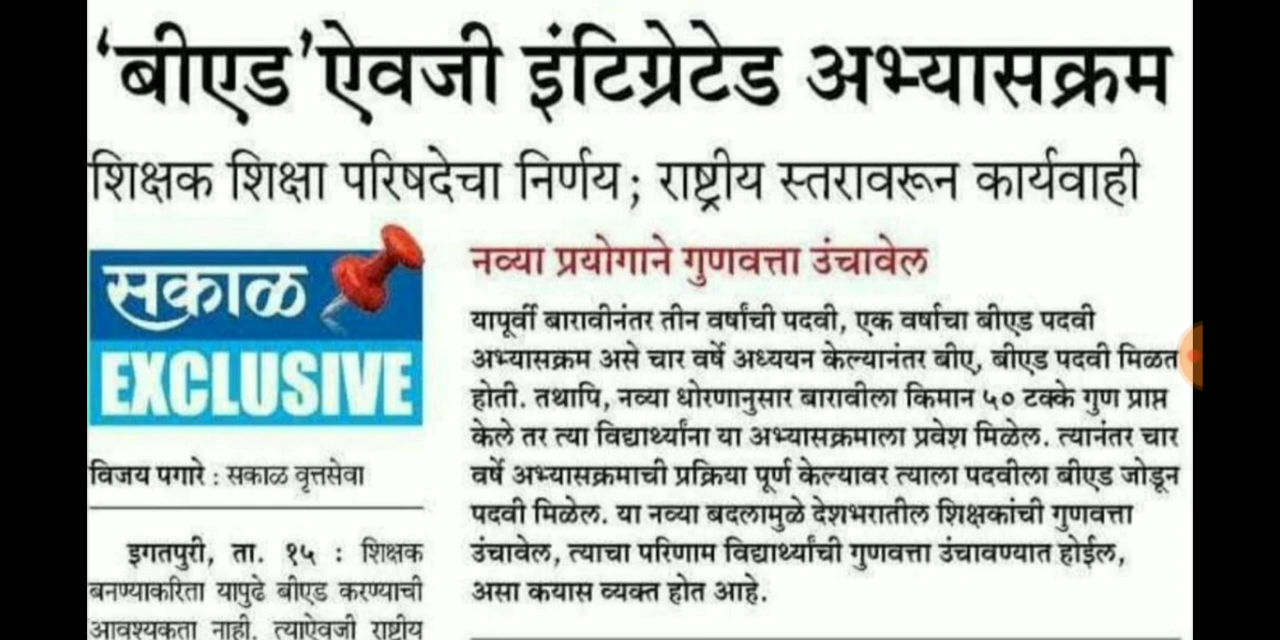 ‘बीएड’ऐवजी इंटिग्रेटेड अभ्यासक्रम
शिक्षक शिक्षा परिषदेचा निर्णय; राष्ट्रीय स्तरावरून कार्यवाही
सकाळ
EXCLUSIVE
विजय पगारे : सकाळ वृत्तसेवा
इगतपुरी, ता. १५ : शिक्षक
बनण्याकरिता यापुढे बीएड करण्याची
आवश्यकता नाही. त्याऐवजी राष्ट्रीय
नव्या प्रयोगाने गुणवत्ता उंचावेल
यापूर्वी बारावीनंतर तीन वर्षांची पदवी, एक वर्षाचा बीएड पदवी
अभ्यासक्रम असे चार वर्षे अध्ययन केल्यानंतर बीए, बीएड पदवी मिळत
होती. तथापि, नव्या धोरणानुसार बारावीला किमान ५० टक्के गुण प्राप्त
केले तर त्या विद्यार्थ्यांना या अभ्यासक्रमाला प्रवेश मिळेल. त्यानंतर चार
वर्षे अभ्यासक्रमाची प्रक्रिया पूर्ण केल्यावर त्याला पदवीला बीएड जोडून
पदवी मिळेल. या नव्या बदलामुळे देशभरातील शिक्षकांची गुणवत्ता
उंचावेल, त्याचा परिणाम विद्यार्थ्यांची गुणवत्ता उंचावण्यात होईल,
असा कयास व्यक्त होत आहे.